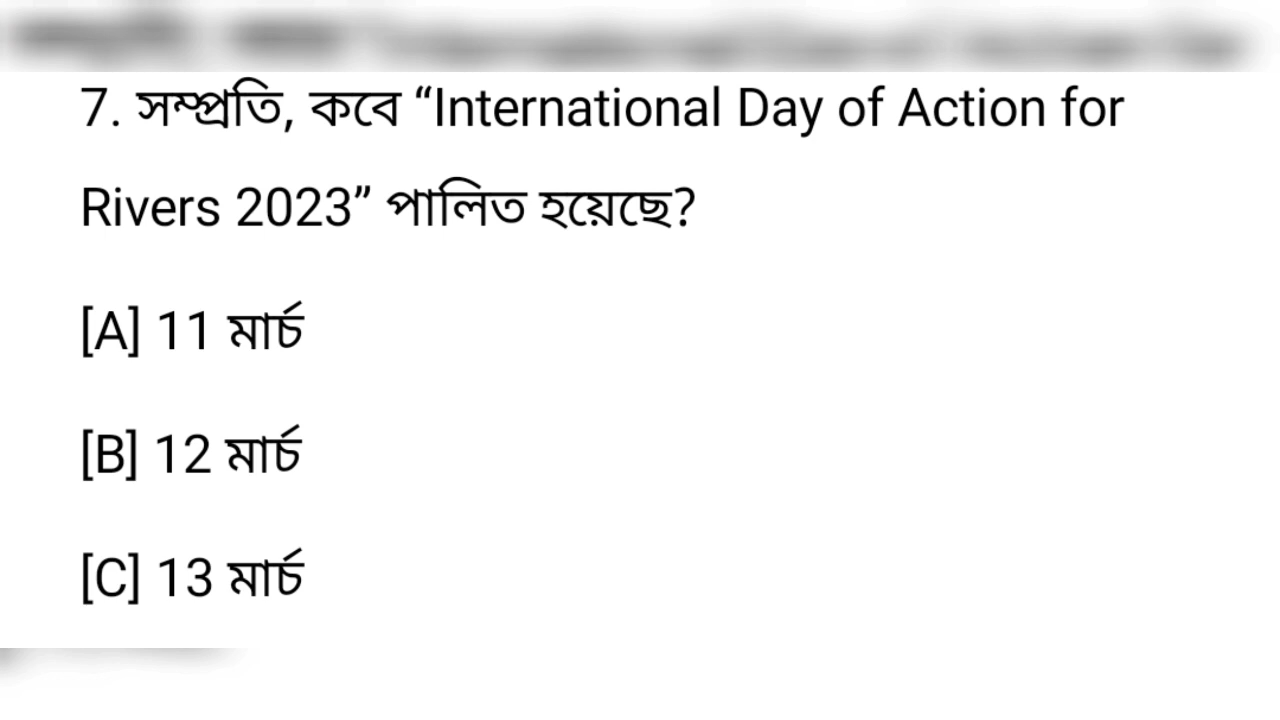 7. সম্প্রতি, কবে “International Day of Action for
Rivers 2023” পালিত হয়েছে?
[A] 11 মার্চ
[B] 12 মার্চ
[C] 13 মার্চ